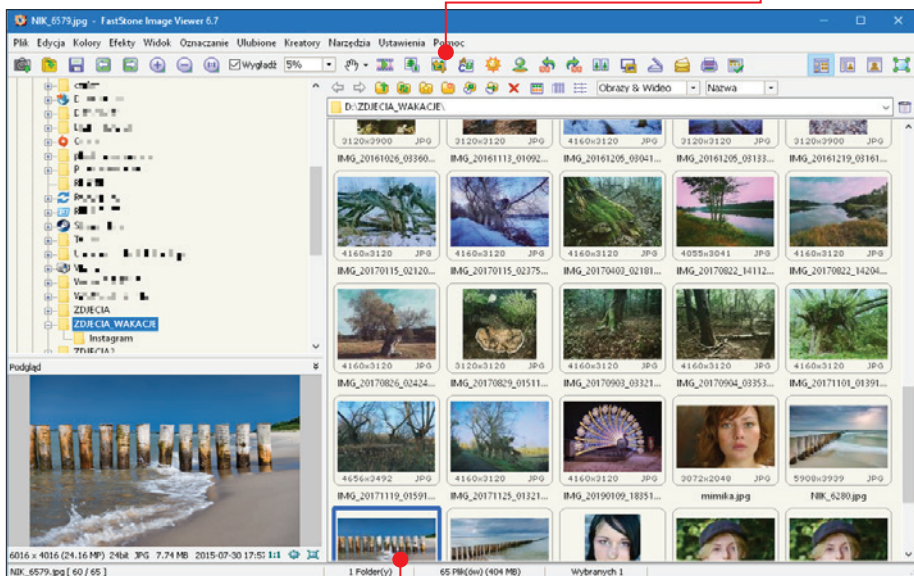 NIK_6579.jpg - FastStone Image Viewer 6.7
Plik Edycja Kolory Efekty Widok Oznaczanie Ulubione Kreatory Narzędzia Ustawienia Pomoc
Wygładź 5%
Obrazy & Wideo Nazwa
D:\ZDJECIA_WAKACJE\
3120x3900 JPG 3120x3900 JPG 4160x3120 JPG 3120x3900 JPG 3120x3900 JPG
IMG_20161026_03360... IMG_20161113_01092... IMG_20161205_03041... IMG_20161205_03133... IMG_20161219_03161...
4160x3120 JPG 4160x3120 JPG 4160x3120 JPG 4055x3041 JPG 4160x3120 JPG
IMG_20170115_02120... IMG_20170115_02375... IMG_20170403_02181... IMG_20170822_14112... IMG_20170822_14204...
ZDJECIA
ZDJECIA_WAKACJE
Instagram
ZDJECIA2
4160x3120 JPG 3120x3120 JPG 4160x3120 JPG 4160x3120 JPG 4160x3120 JPG
IMG_20170826_02424... IMG_20170829_01511... IMG_20170903_03321... IMG_20170904_03353... IMG_20171101_01391...
Podgląd
4656x3492 JPG 4160x3120 JPG 4160x3120 JPG 3072x2048 JPG 5900x3939 JPG
IMG_20171119_01591... IMG_20171125_01321... IMG_20190109_18351... mimika.jpg NIK_6280.jpg
6016 x 4016 (24.16 MP) 24bit JPG 7.74 MB 2015-07-30 17:5 1:1
NIK_6579.jpg [ 60 / 65 ] 1 Folder(y) 65 Plik(ów) (404 MB) Wybranych 1